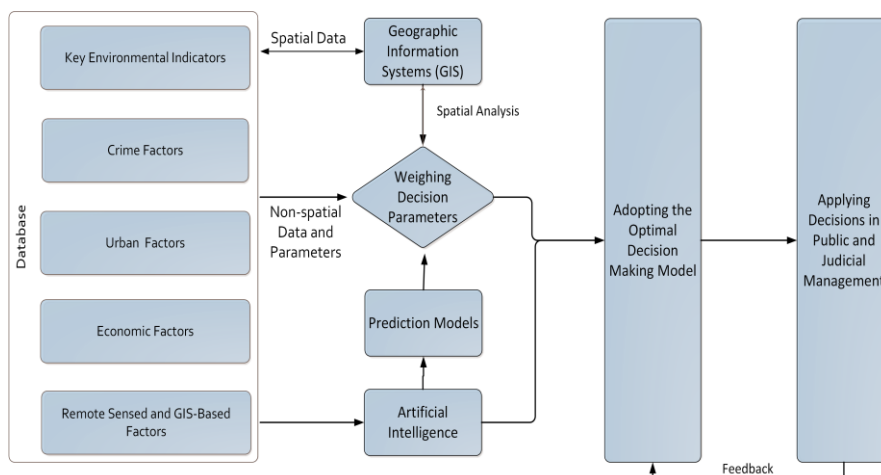 Database
Key Environmental Indicators
Crime Factors
Urban Factors
Economic Factors
Remote Sensed and GIS-Based
Factors
Spatial Data
Geographic
Information
Systems (GIS)
Spatial Analysis
Non-spatial
Data and
Parameters
Weighing
Decision
Parameters
Prediction Models
Artificial
Intelligence
Adopting the
Optimal
Decision
Making Model
Applying
Decisions in
Public and
Judicial
Management
Feedback